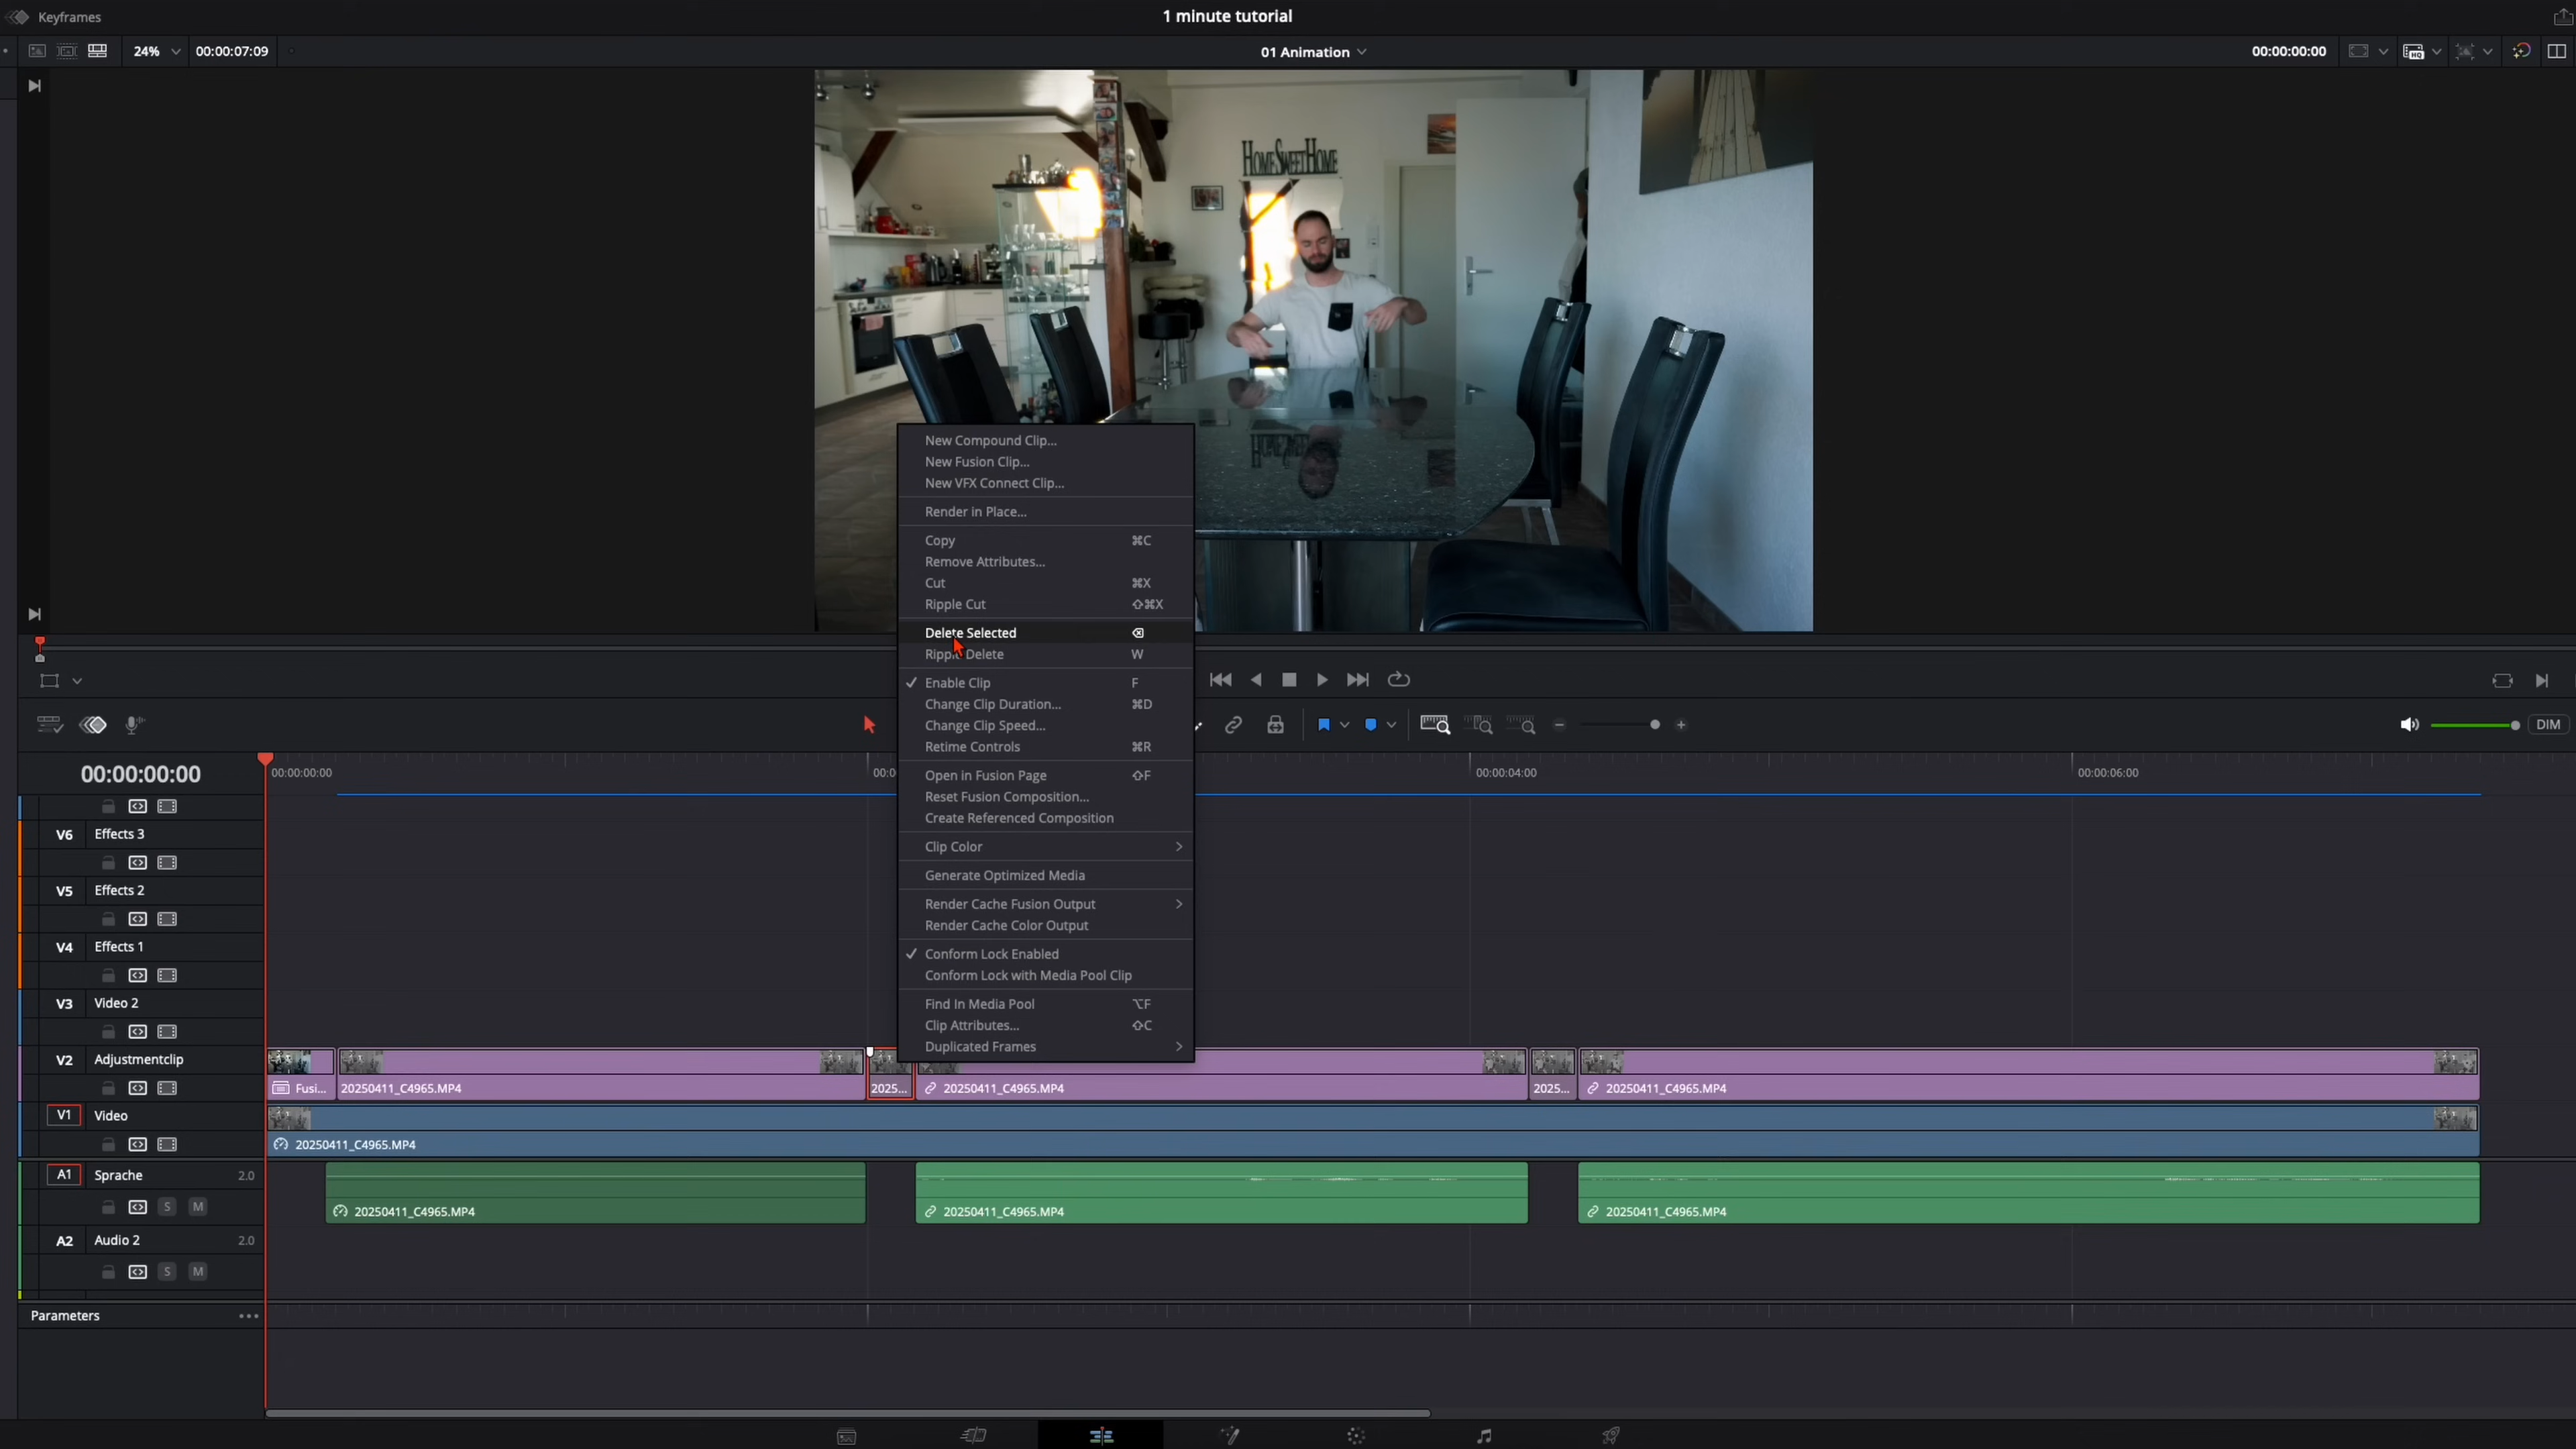 Keyframes
1 minute tutorial
24%
00:00:07:09
01 Animation
00:00:00:00
HQ
HOMESWEETHOME
New Compound Clip...
New Fusion Clip...
New VFX Connect Clip...
Render in Place...
Copy ⌘C
Remove Attributes...
Cut ⌘X
Ripple Cut ⇧⌘X
Delete Selected ⌫
Ripple Delete W
✓ Enable Clip F
Change Clip Duration... ⌘D
Change Clip Speed...
Retime Controls ⌘R
Open in Fusion Page ⇧F
Reset Fusion Composition...
Create Referenced Composition
Clip Color >
Generate Optimized Media
Render Cache Fusion Output >
Render Cache Color Output
✓ Conform Lock Enabled
Conform Lock with Media Pool Clip
Find In Media Pool ⌥F
Clip Attributes... ⇧C
Duplicated Frames >
DIM
00:00:00:00
00:00:00:00
00:00:04:00
00:00:06:00
V6 Effects 3
V5 Effects 2
V4 Effects 1
V3 Video 2
V2 Adjustmentclip
Fusi...
20250411_C4965.MP4
2025...
20250411_C4965.MP4
2025...
20250411_C4965.MP4
V1 Video
20250411_C4965.MP4
A1 Sprache 2.0
S M
20250411_C4965.MP4
20250411_C4965.MP4
20250411_C4965.MP4
A2 Audio 2 2.0
S M
Parameters